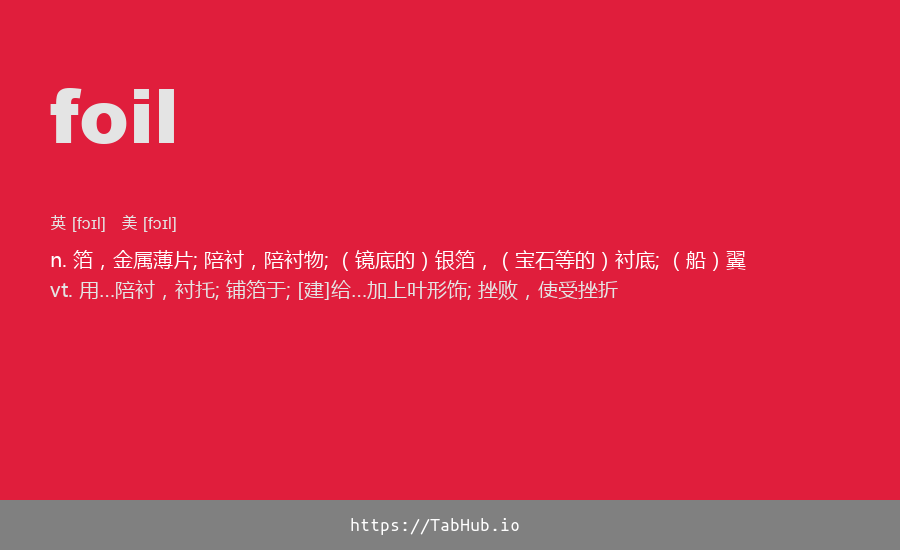 foil
英 [fɔɪl] 美 [fɔɪl]
n. 箔，金属薄片; 陪衬，陪衬物; （镜底的）银箔，（宝石等的）衬底; （船）翼
vt. 用…陪衬，衬托; 铺箔于; [建]给…加上叶形饰; 挫败，使受挫折
https://TabHub.io